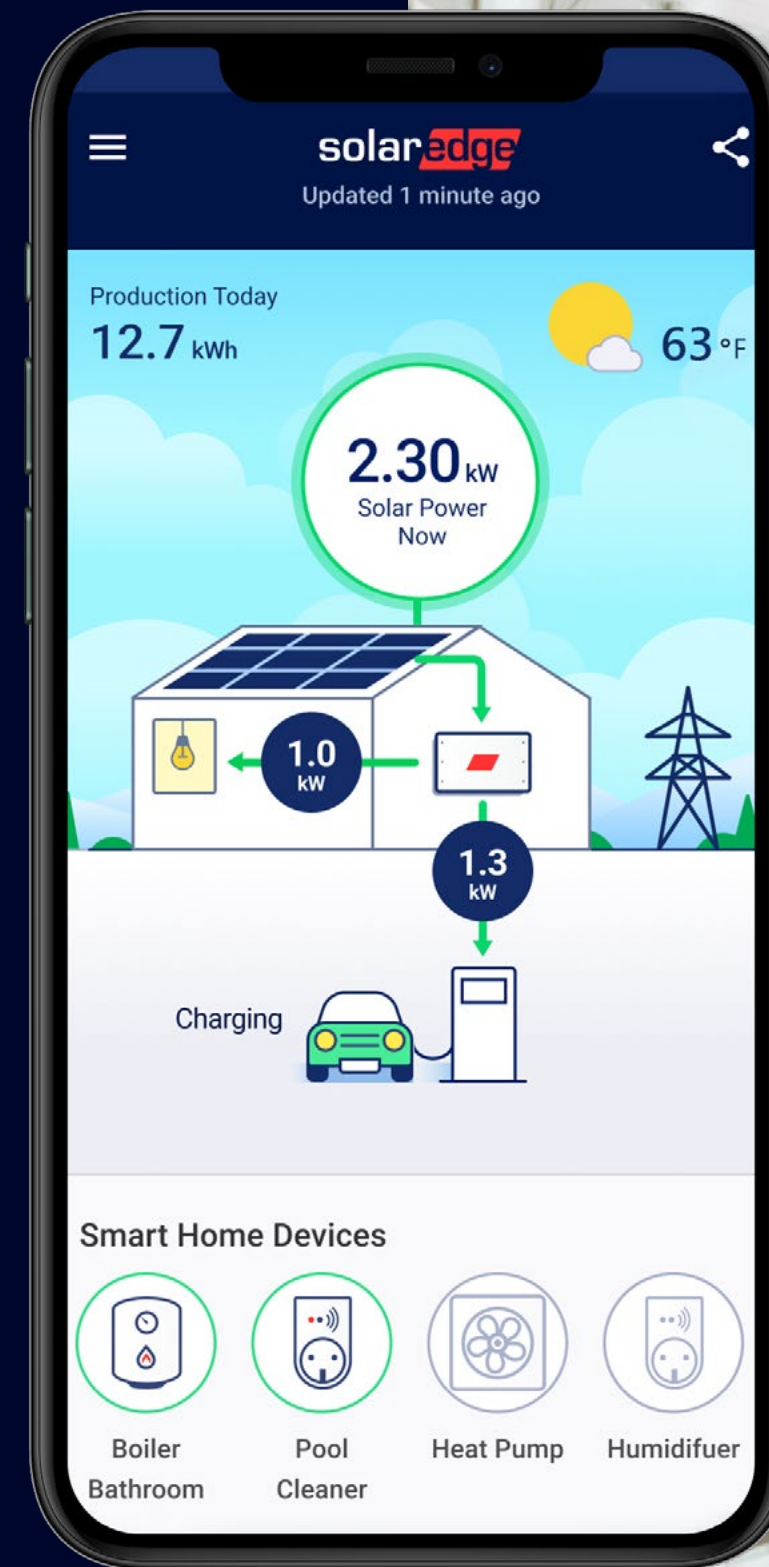 solaredge
Updated 1 minute ago
Production Today
12.7 kWh
63 °F
2.30 kW
Solar Power
Now
1.0
kW
1.3
kW
Charging
Smart Home Devices
Boiler
Bathroom
Pool
Cleaner
Heat Pump
Humidifuer